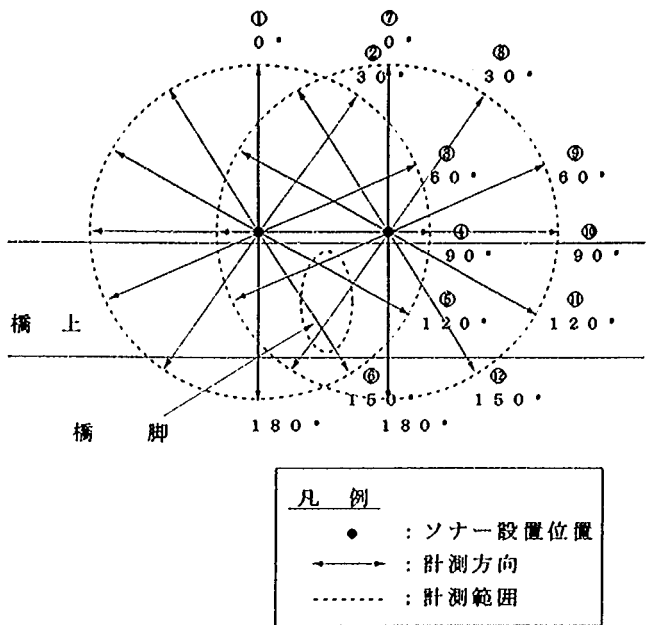 ① ⑦
0° 0°
② ⑧
30° 30°
③ ⑨
60° 60°
④ ⑩
90° 90°
⑤ ⑪
橋 上 120° 120°
⑥ ⑫
150° 150°
180° 180°
橋 脚
凡 例
● : ソナー設置位置
: 計測方向
: 計測範囲